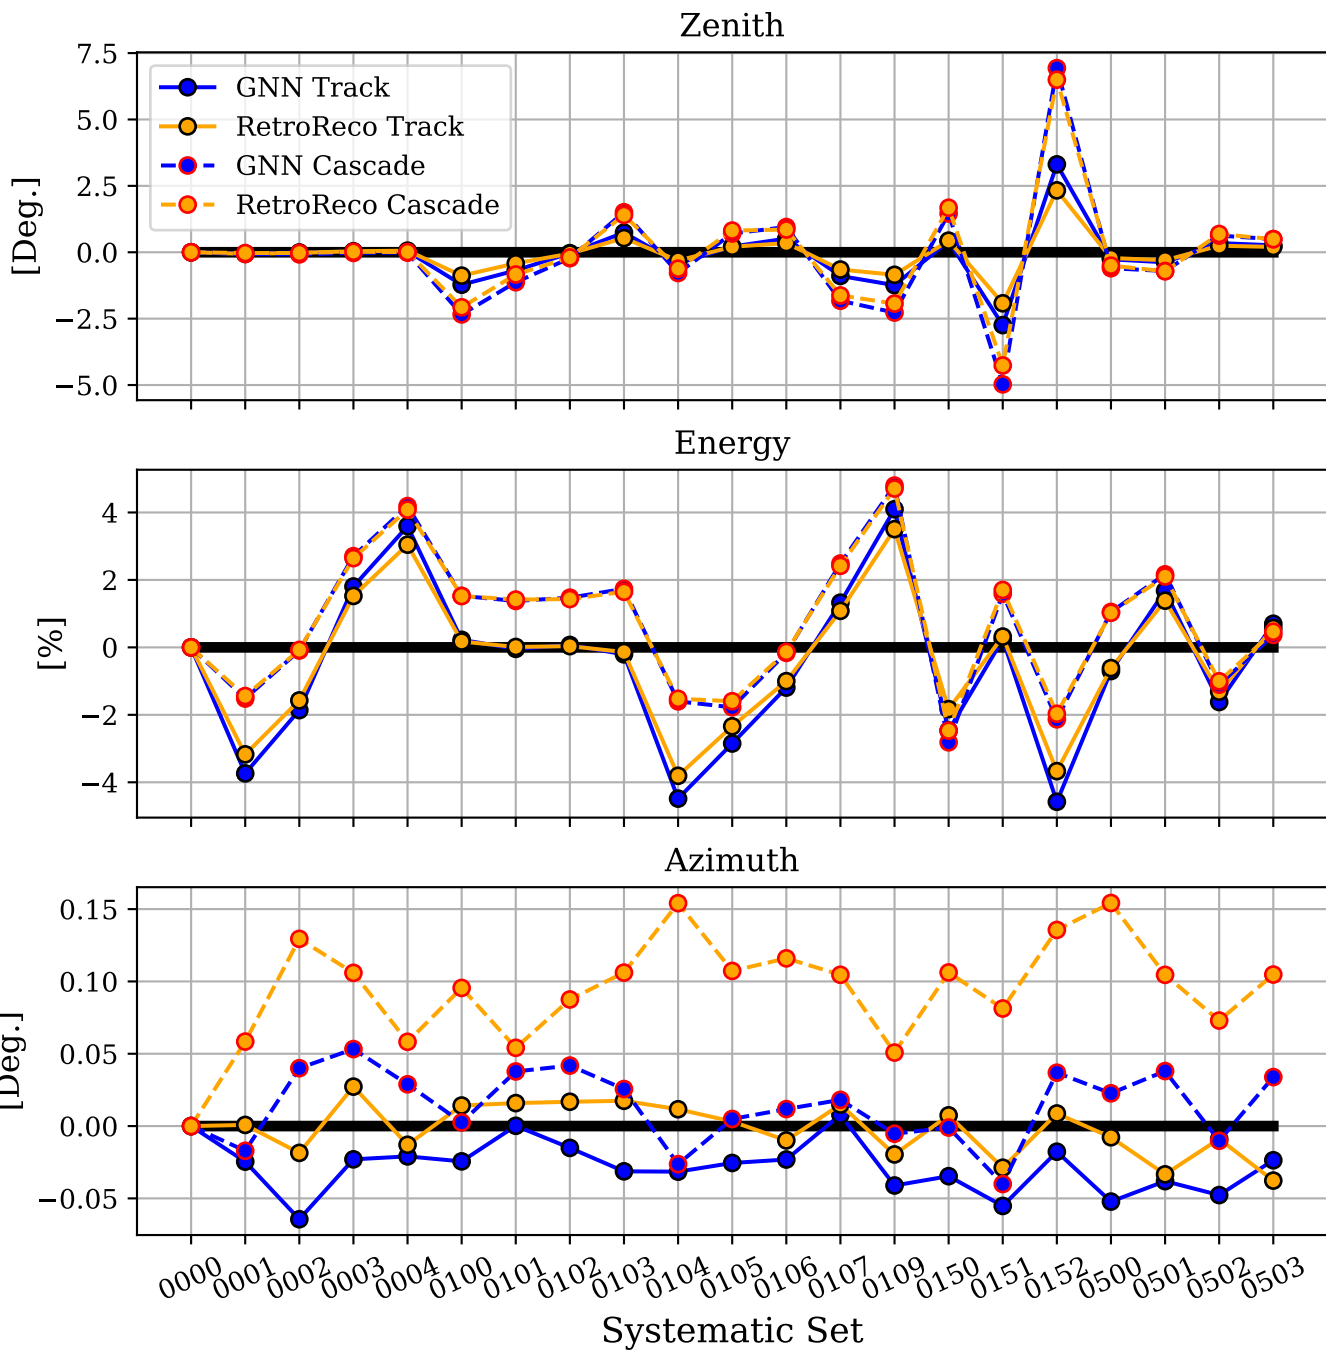 Zenith
[Deg.]
7.5
5.0
2.5
0.0
−2.5
−5.0
GNN Track
RetroReco Track
GNN Cascade
RetroReco Cascade
Energy
[%]
4
2
0
−2
−4
Azimuth
[Deg.]
0.15
0.10
0.05
0.00
−0.05
0000 0001 0002 0003 0004 0100 0101 0102 0103 0104 0105 0106 0107 0109 0150 0151 0152 0500 0501 0502 0503
Systematic Set